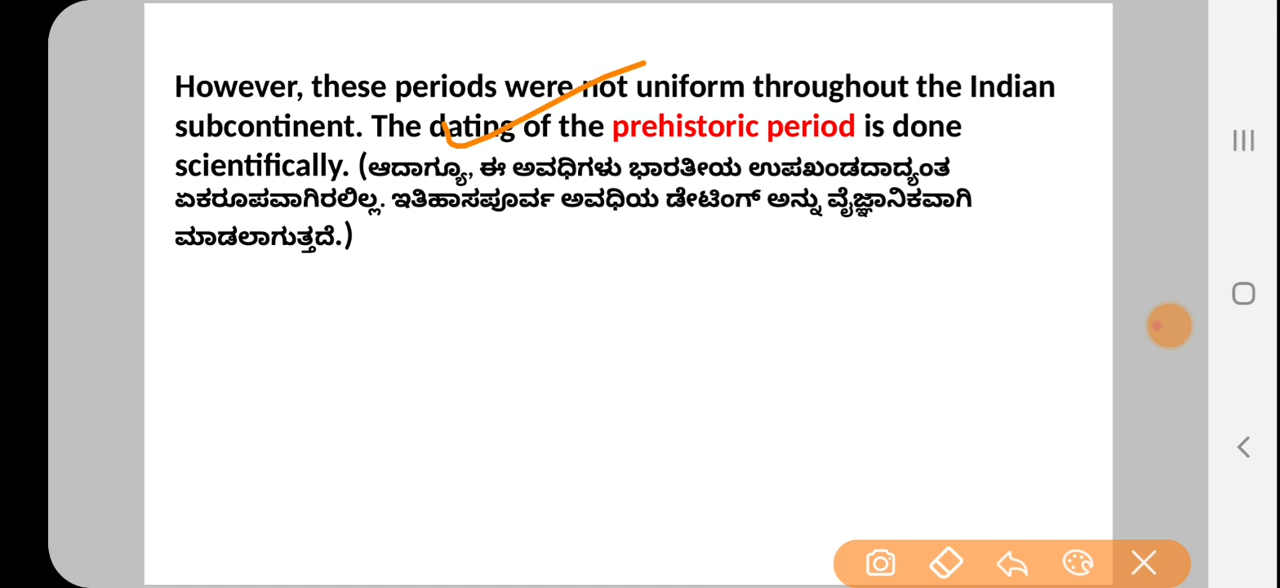 However, these periods were not uniform throughout the Indian
subcontinent. The dating of the prehistoric period is done
scientifically. (ಆದಾಗ್ಯೂ, ಈ ಅವಧಿಗಳು ಭಾರತೀಯ ಉಪಖಂಡದಾದ್ಯಂತ
ಏಕರೂಪವಾಗಿರಲಿಲ್ಲ. ಇತಿಹಾಸಪೂರ್ವ ಅವಧಿಯ ಡೇಟಿಂಗ್ ಅನ್ನು ವೈಜ್ಞಾನಿಕವಾಗಿ
ಮಾಡಲಾಗುತ್ತದೆ.)